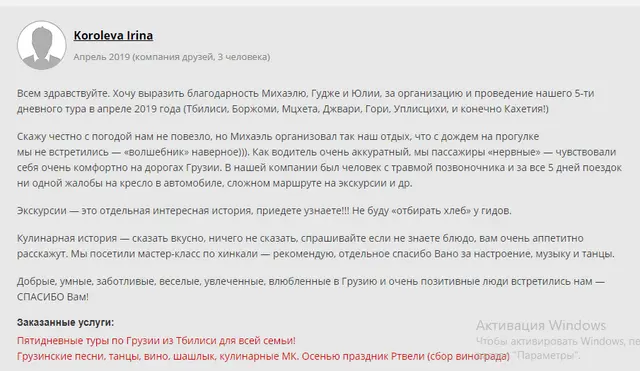 Koroleva Irina
Апрель 2019 (компания друзей, 3 человека)
Всем здравствуйте. Хочу выразить благодарность Михаэлю, Гудже и Юлии, за организацию и проведение нашего 5-ти
дневного тура в апреле 2019 года (Тбилиси, Боржоми, Мцхета, Джвари, Гори, Уплисцихи, и конечно Кахетия!)
Скажу честно с погодой нам не повезло, но Михаэль организовал так наш отдых, что с дождем на прогулке
мы не встретились — «волшебник» наверное))). Как водитель очень аккуратный, мы пассажиры «нервные» — чувствовали
себя очень комфортно на дорогах Грузии. В нашей компании был человек с травмой позвоночника и за все 5 дней поездок
ни одной жалобы на кресло в автомобиле, сложном маршруте на экскурсии и др.
Экскурсии — это отдельная интересная история, приедете узнаете!!! Не буду «отбирать хлеб» у гидов.
Кулинарная история — сказать вкусно, ничего не сказать, спрашивайте если не знаете блюдо, вам очень аппетитно
расскажут. Мы посетили мастер-класс по хинкали — рекомендую, отдельное спасибо Вано за настроение, музыку и танцы.
Добрые, умные, заботливые, веселые, увлеченные, влюбленные в Грузию и очень позитивные люди встретились нам —
СПАСИБО Вам!
Заказанные услуги:
Пятидневные туры по Грузии из Тбилиси для всей семьи!
Грузинские песни, танцы, вино, шашлык, кулинарные МК. Осенью праздник Ртвели (сбор винограда)
Активация Windows
Чтобы активировать Windows, пе
"Параметры".